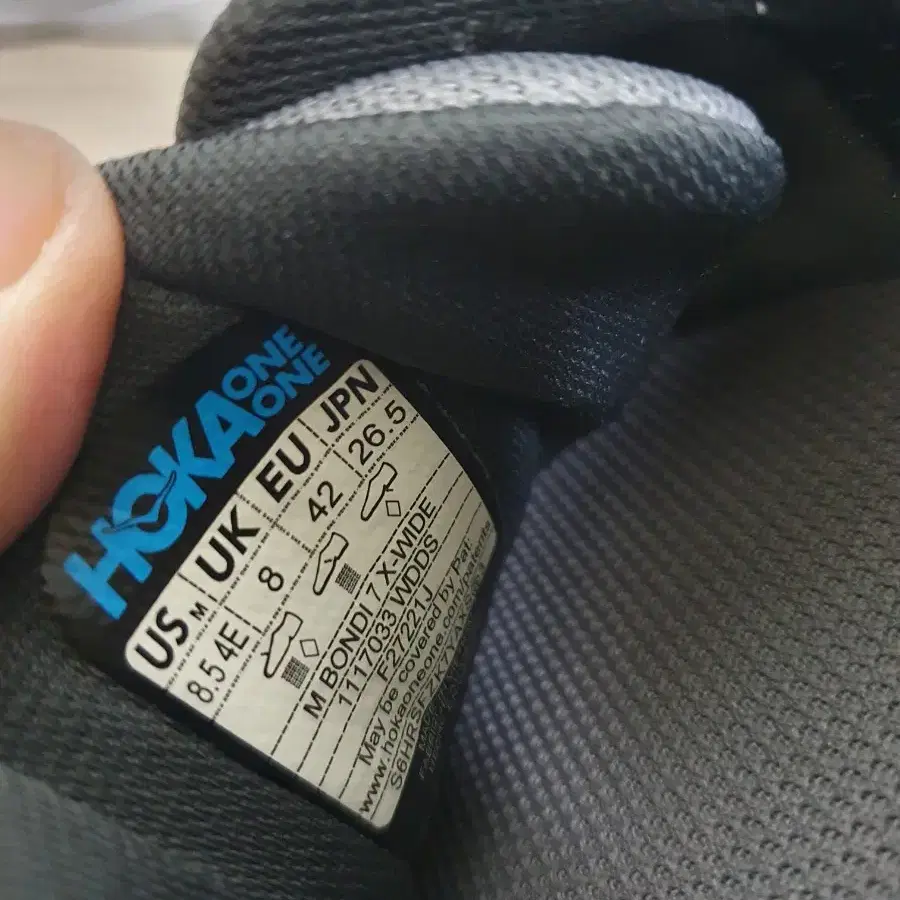 HOKA ONE ONE
US M UK EU JPN
8.5 4E 8 42 26.5
M BONDI 7 X-WIDE
1117033 WDDS
F27221J
May be covered by Pat:
www.hokaoneone.com/patents